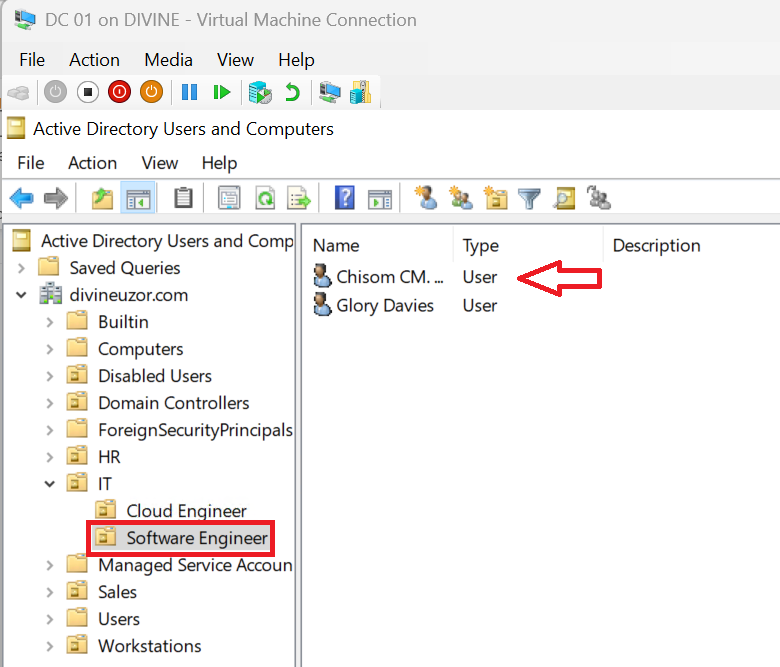 DC 01 on DIVINE - Virtual Machine Connection
File Action Media View Help
Active Directory Users and Computers
File Action View Help
Active Directory Users and Comp
Saved Queries
divineuzor.com
Builtin
Computers
Disabled Users
Domain Controllers
ForeignSecurityPrincipals
HR
IT
Cloud Engineer
Software Engineer
Managed Service Accoun
Sales
Users
Workstations
Name Type Description
Chisom CM. ... User
Glory Davies User